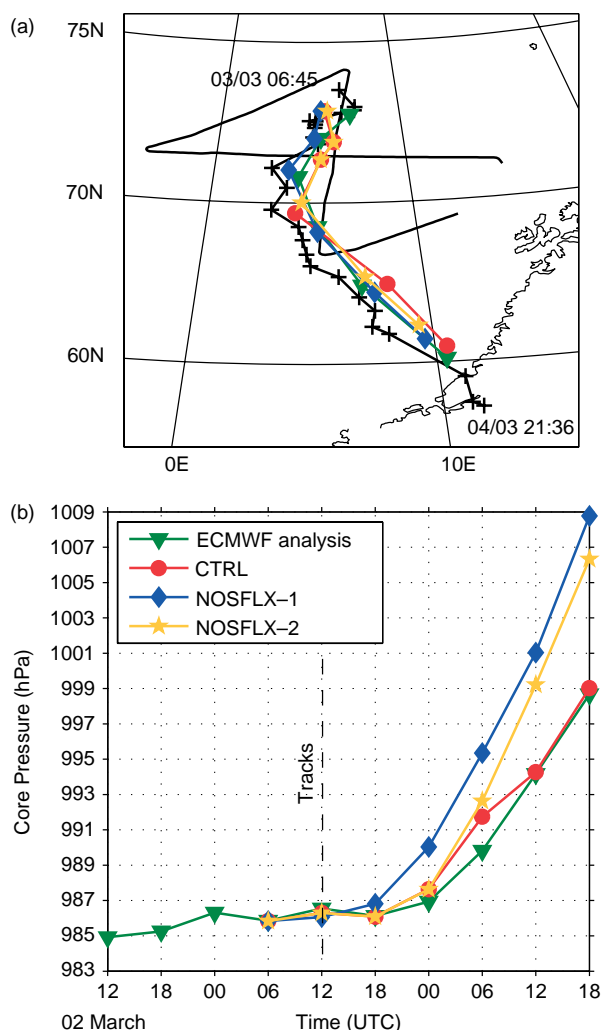 (a)
75N
70N
60N
03/03 06:45
04/03 21:36
0E
10E
(b)
1009
1007
1005
1003
1001
999
997
995
993
991
989
987
985
983
Core Pressure (hPa)
ECMWF analysis
CTRL
NOSFLX–1
NOSFLX–2
Tracks
12 18 00 06 12 18 00 06 12 18
02 March
Time (UTC)